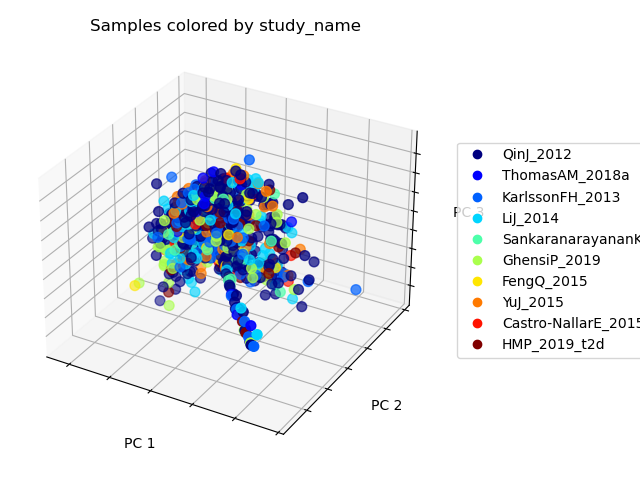 Samples colored by study_name
QinJ_2012
ThomasAM_2018a
KarlssonFH_2013
LiJ_2014
SankaranarayananK
GhensiP_2019
FengQ_2015
YuJ_2015
Castro-NallarE_2015
HMP_2019_t2d
PC 3
PC 2
PC 1